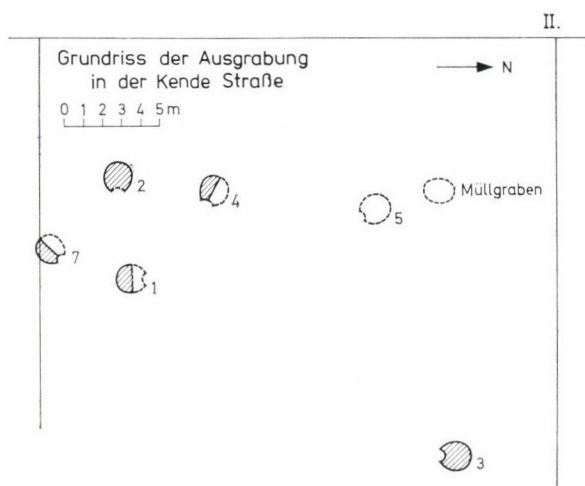 II.
Grundriss der Ausgrabung
in der Kende Straße
N
0 1 2 3 4 5 m
2
4
5
Müllgraben
7
1
3